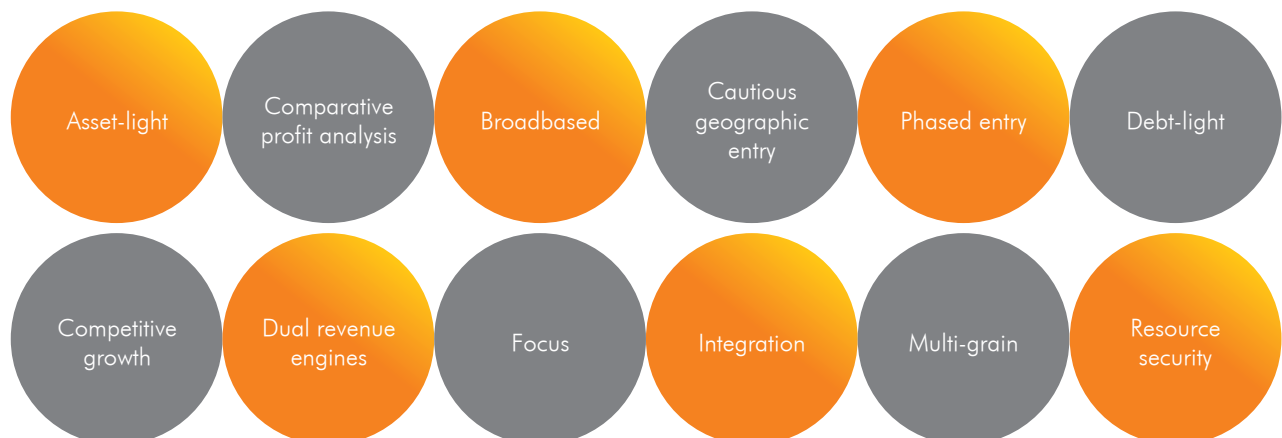 Asset-light
Comparative
profit analysis
Broadbased
Cautious
geographic
entry
Phased entry
Debt-light
Competitive
growth
Dual revenue
engines
Focus
Integration
Multi-grain
Resource
security